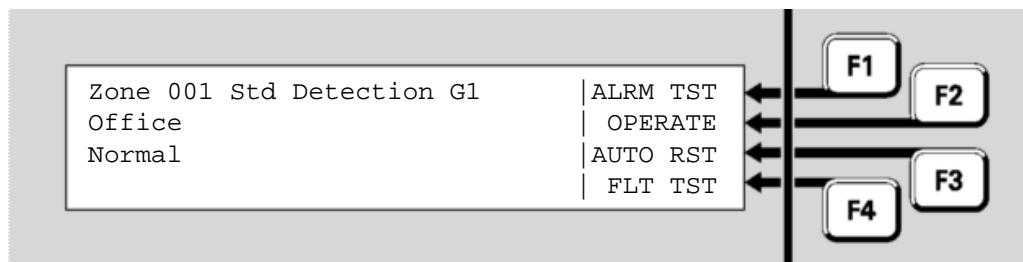 Zone 001 Std Detection G1 |ALRM TST
Office | OPERATE
Normal |AUTO RST
| FLT TST
F1
F2
F3
F4